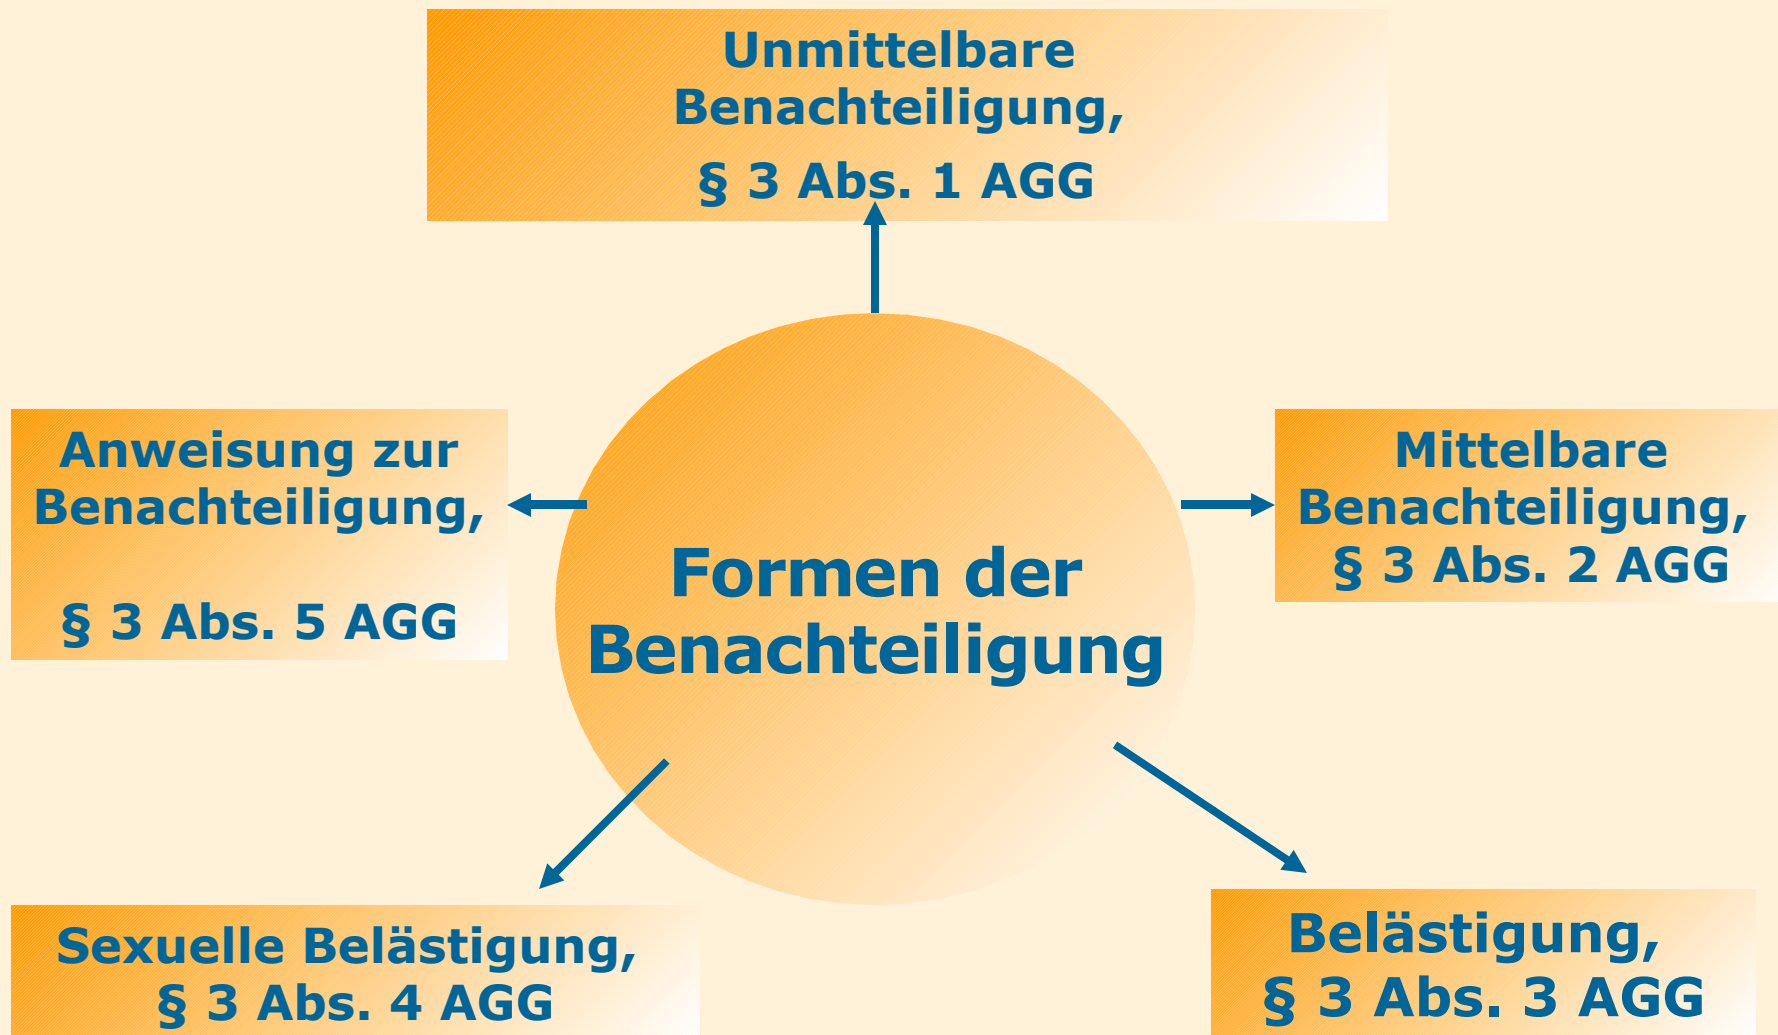 Unmittelbare
Benachteiligung,
§ 3 Abs. 1 AGG
Anweisung zur
Benachteiligung,
§ 3 Abs. 5 AGG
Mittelbare
Benachteiligung,
§ 3 Abs. 2 AGG
Formen der
Benachteiligung
Sexuelle Belästigung,
§ 3 Abs. 4 AGG
Belästigung,
§ 3 Abs. 3 AGG